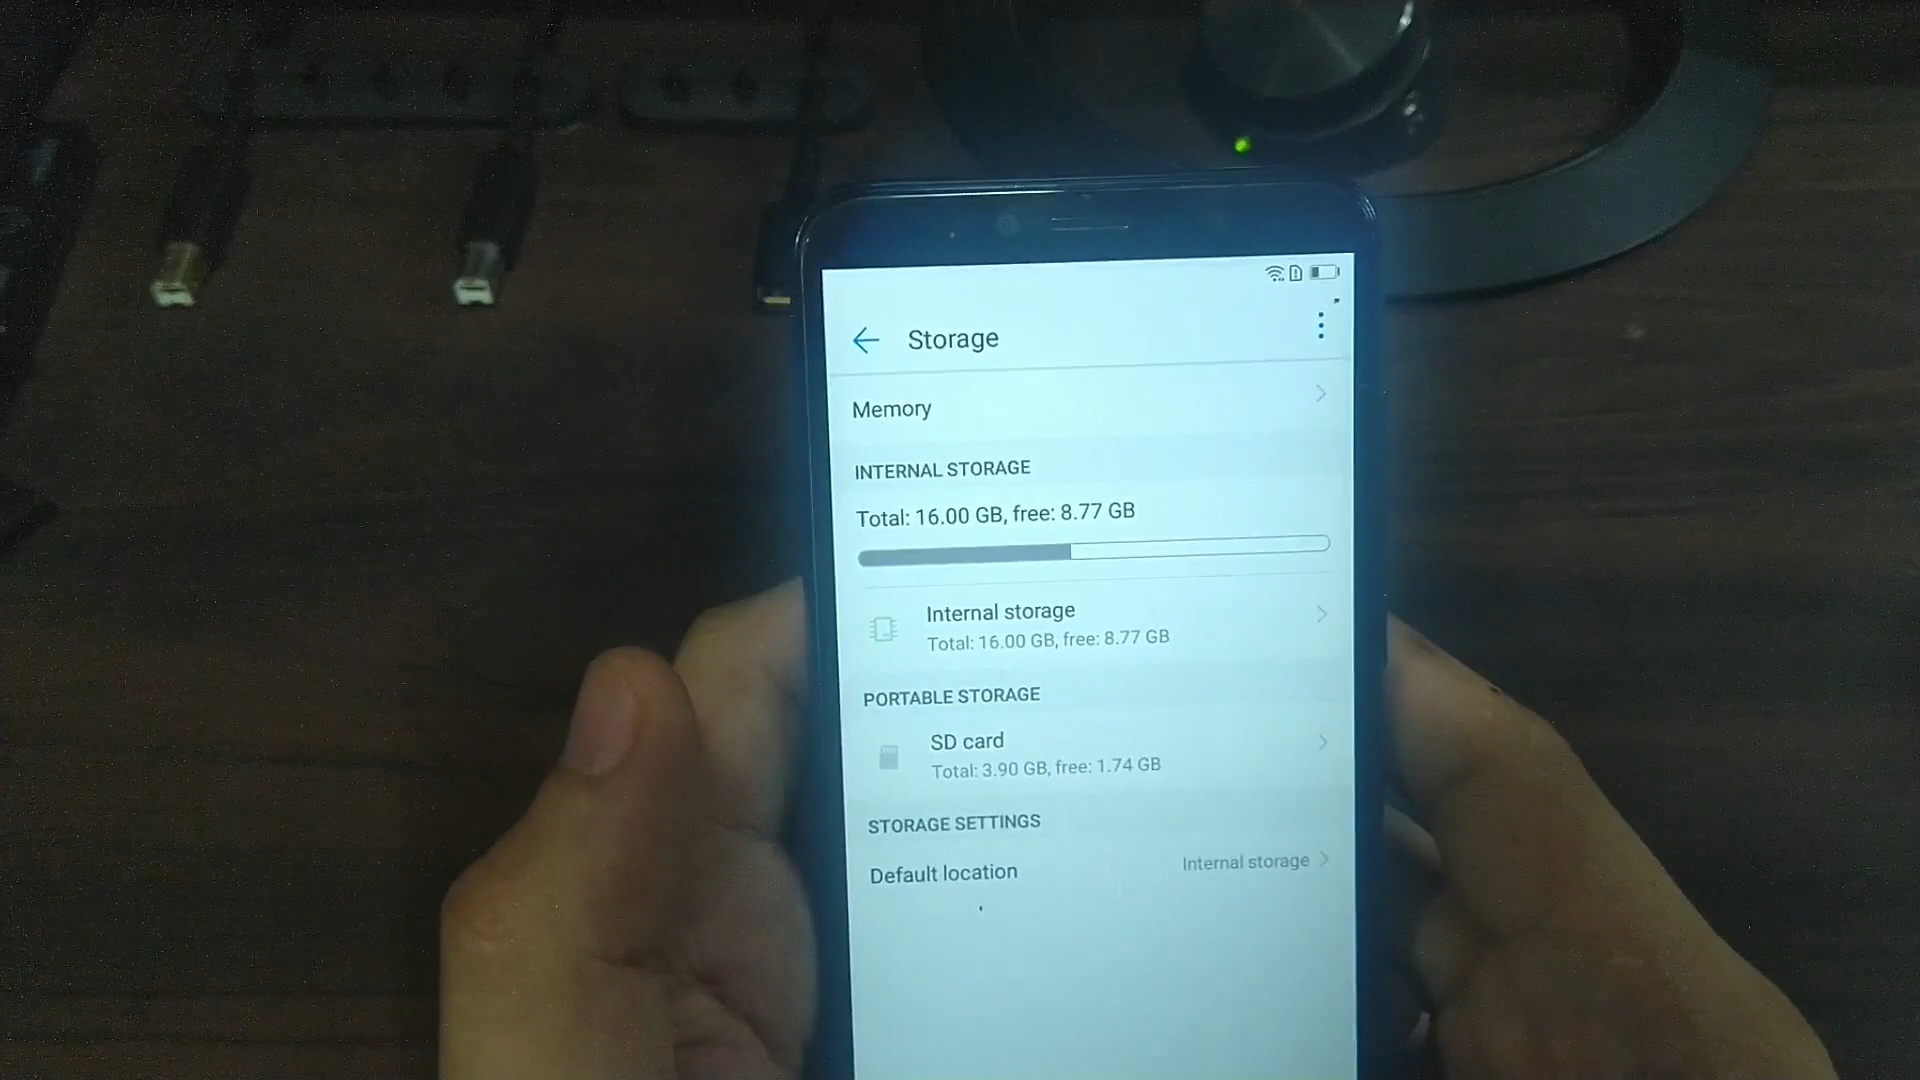 Storage
Memory
INTERNAL STORAGE
Total: 16.00 GB, free: 8.77 GB
Internal storage
Total: 16.00 GB, free: 8.77 GB
PORTABLE STORAGE
SD card
Total: 3.90 GB, free: 1.74 GB
STORAGE SETTINGS
Default location Internal storage